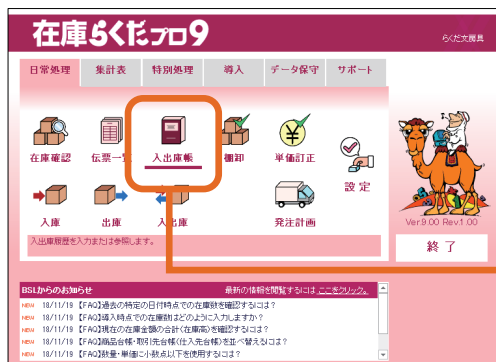 在庫らくだプロ9
らくだ文房具
日常処理 集計表 特別処理 導入 データ保守 サポート
在庫確認 伝票一覧 入出庫帳 棚卸 単価訂正
設定
入庫 出庫 入出庫 発注計画
入出庫履歴を入力または参照します。
Ver.9.00 Rev.1.00
終了
BSLからのお知らせ 最新の情報を閲覧するには ここをクリック。
NEW 18/11/19 【FAQ】過去の特定の日付時点での在庫数を確認するには?
NEW 18/11/19 【FAQ】導入時点での在庫数はどのように入力しますか?
NEW 18/11/19 【FAQ】現在の在庫金額の合計(在庫高)を確認するには?
NEW 18/11/19 【FAQ】商品台帳・取引先台帳(仕入先台帳)を並べ替えるには?
NEW 18/11/19 【FAQ】数量・単価に小数点以下を使用するには?